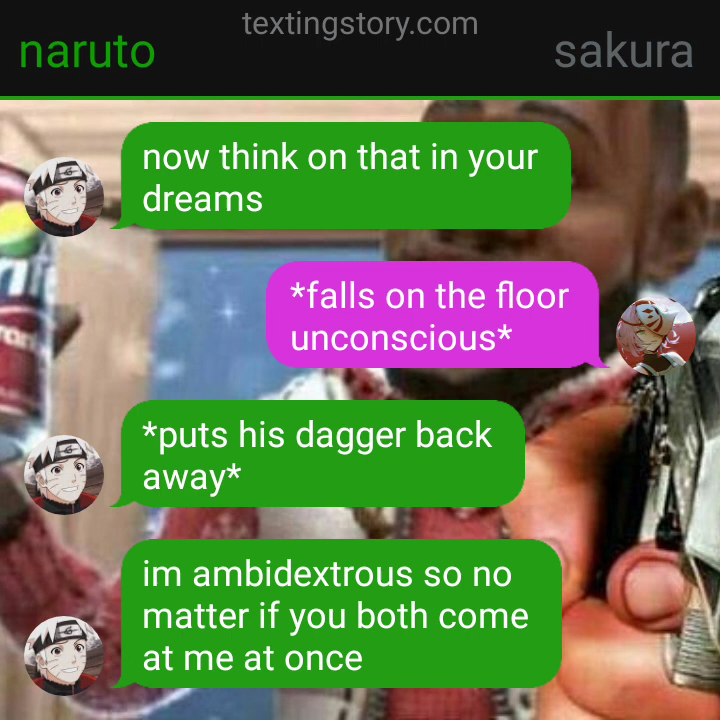 textingstory.com
naruto
sakura
now think on that in your
dreams
*falls on the floor
unconscious*
*puts his dagger back
away*
im ambidextrous so no
matter if you both come
at me at once